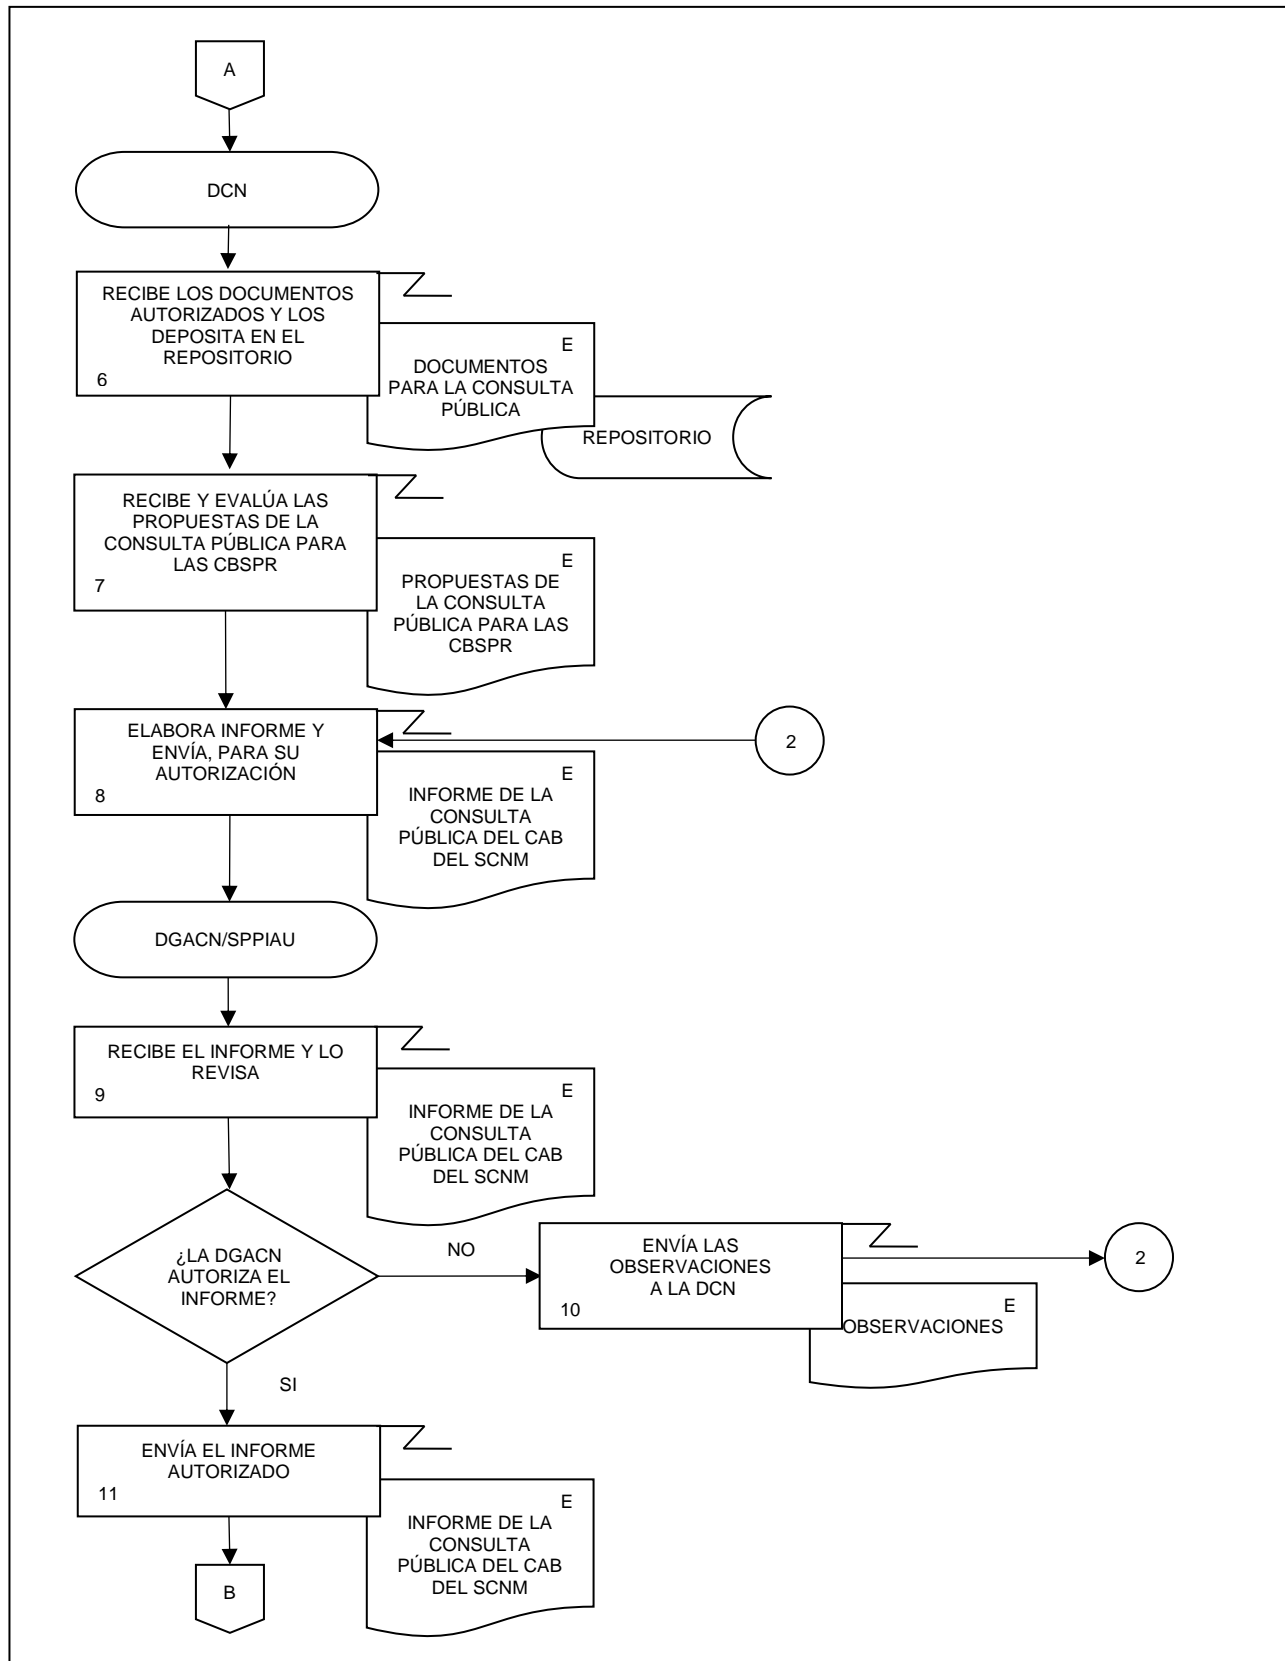 A
DCN
RECIBE LOS DOCUMENTOS
AUTORIZADOS Y LOS
DEPOSITA EN EL
REPOSITORIO
6
E
DOCUMENTOS
PARA LA CONSULTA
PÚBLICA
REPOSITORIO
RECIBE Y EVALÚA LAS
PROPUESTAS DE LA
CONSULTA PÚBLICA PARA
LAS CBSPR
7
E
PROPUESTAS DE
LA CONSULTA
PÚBLICA PARA LAS
CBSPR
ELABORA INFORME Y
ENVÍA, PARA SU
AUTORIZACIÓN
8
2
E
INFORME DE LA
CONSULTA
PÚBLICA DEL CAB
DEL SCNM
DGACN/SPPIAU
RECIBE EL INFORME Y LO
REVISA
9
E
INFORME DE LA
CONSULTA
PÚBLICA DEL CAB
DEL SCNM
¿LA DGACN
AUTORIZA EL
INFORME?
NO
ENVÍA LAS
OBSERVACIONES
A LA DCN
10
2
E
OBSERVACIONES
SI
ENVÍA EL INFORME
AUTORIZADO
11
E
INFORME DE LA
CONSULTA
PÚBLICA DEL CAB
DEL SCNM
B